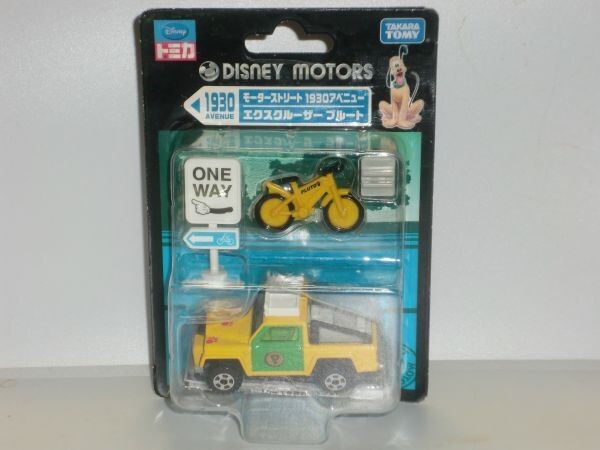 Disney
トミカ
TAKARA
TOMY
DISNEY MOTORS
1930
AVENUE
モーターストリート 1930アベニュー
エクスクルーザー プルート
ONE
WAY
PLUTO